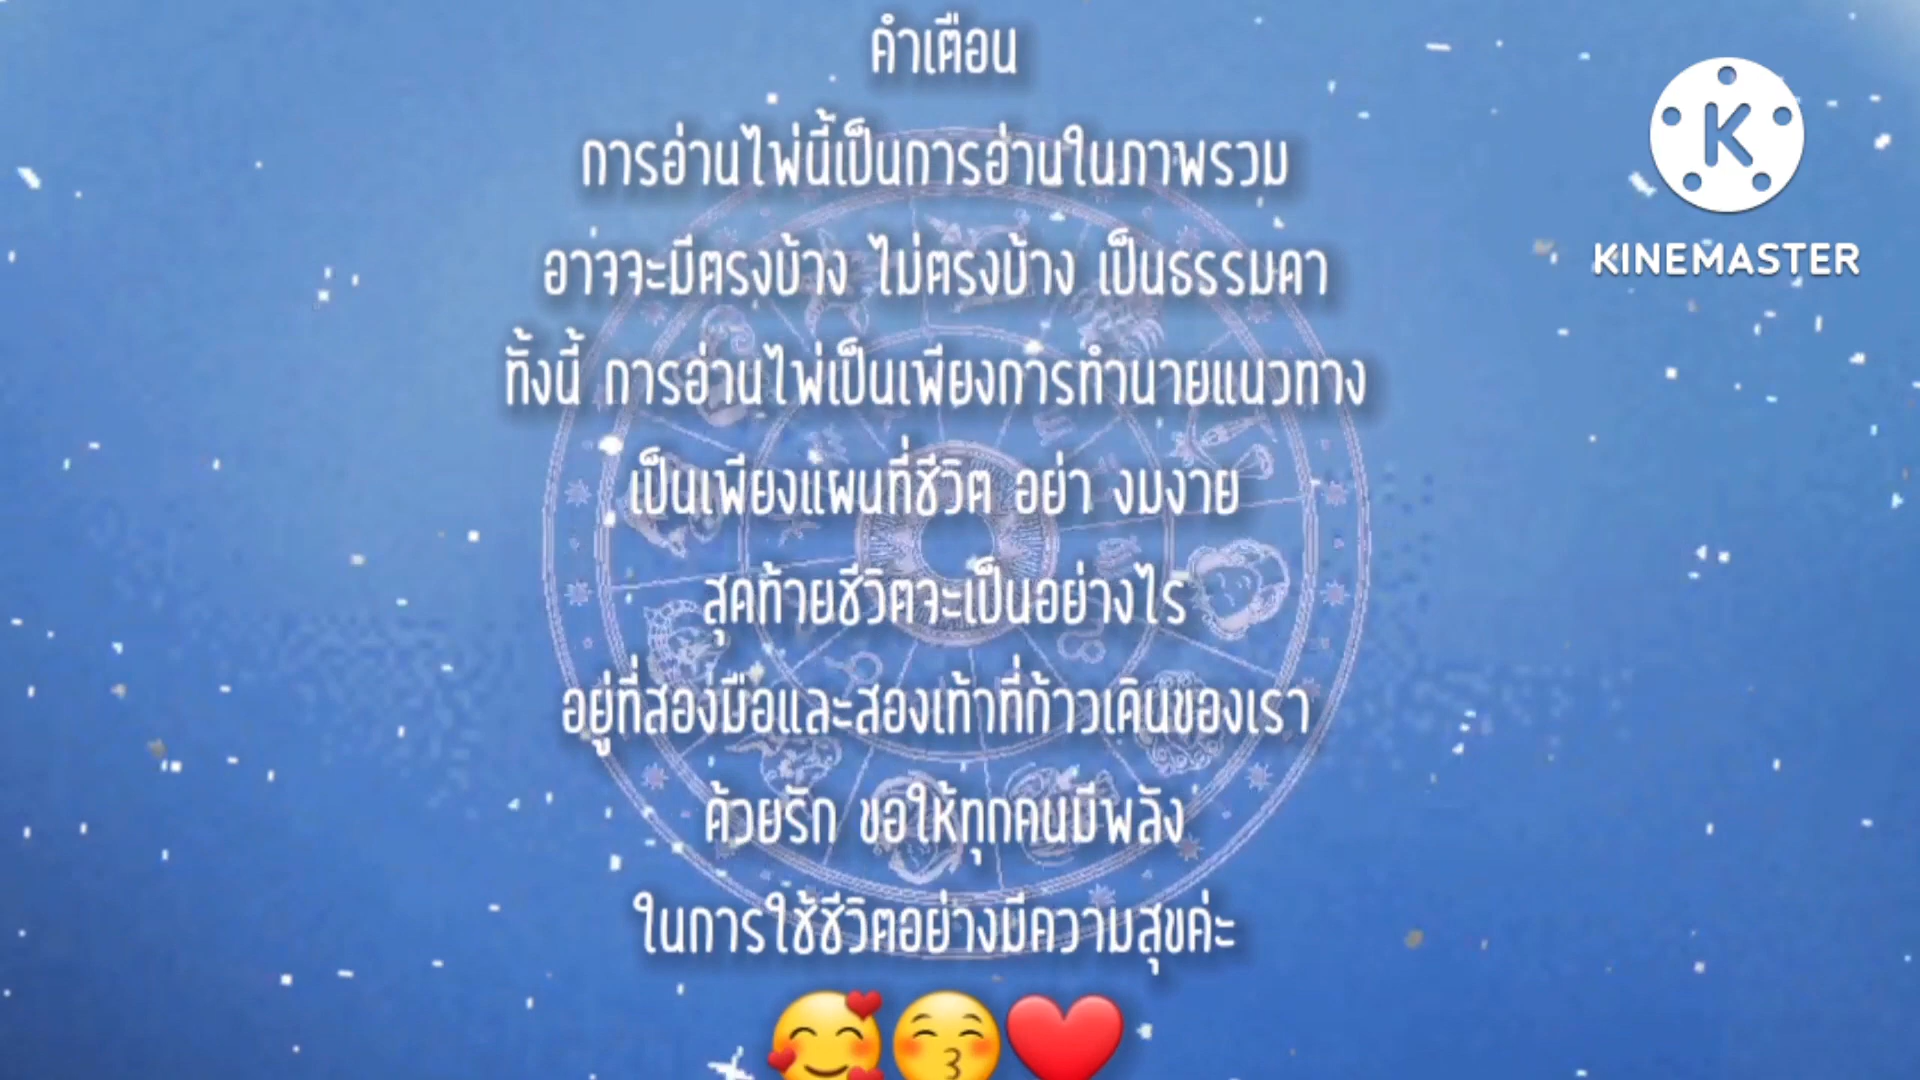 คำเตือน
การอ่านไพ่นี้เป็นการอ่านในภาพรวม
อาจจะมีตรงบ้าง ไม่ตรงบ้าง เป็นธรรมดา
ทั้งนี้ การอ่านไพ่เป็นเพียงการทำนายแนวทาง
เป็นเพียงแผนที่ชีวิต อย่า งมงาย
สุดท้ายชีวิตจะเป็นอย่างไร
อยู่ที่สองมือและสองเท้าที่ก้าวเดินของเรา
ด้วยรัก ขอให้ทุกคนมีพลัง
ในการใช้ชีวิตอย่างมีความสุขค่ะ
🥰😚❤️
K
KINEMASTER